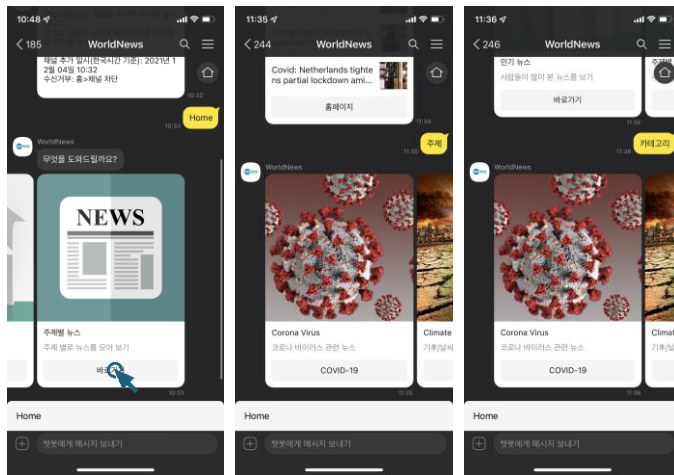 10:48
185
WorldNews
채널 추가 일시(한국시간 기준): 2021년 1
2월 04일 10:32
수신거부: 홈>채널 차단
10:32
Home
10:33
WorldNews
무엇을 도와드릴까요?
NEWS
주제별 뉴스
주제 별로 뉴스를 모아 보기
10:33
Home
챗봇에게 메시지 보내기
11:35
244
WorldNews
Covid: Netherlands tighte
ns partial lockdown ami...
홈페이지
11:34
주제
11:35
WorldNews
Corona Virus
코로나 바이러스 관련 뉴스
COVID-19
Climate
기후/날씨
11:35
Home
챗봇에게 메시지 보내기
11:36
246
WorldNews
인기 뉴스
사람들이 많이 본 뉴스를 보기
바로가기
11:35
카테고리
11:36
WorldNews
Corona Virus
코로나 바이러스 관련 뉴스
COVID-19
Climat
11:36
Home
챗봇에게 메시지 보내기